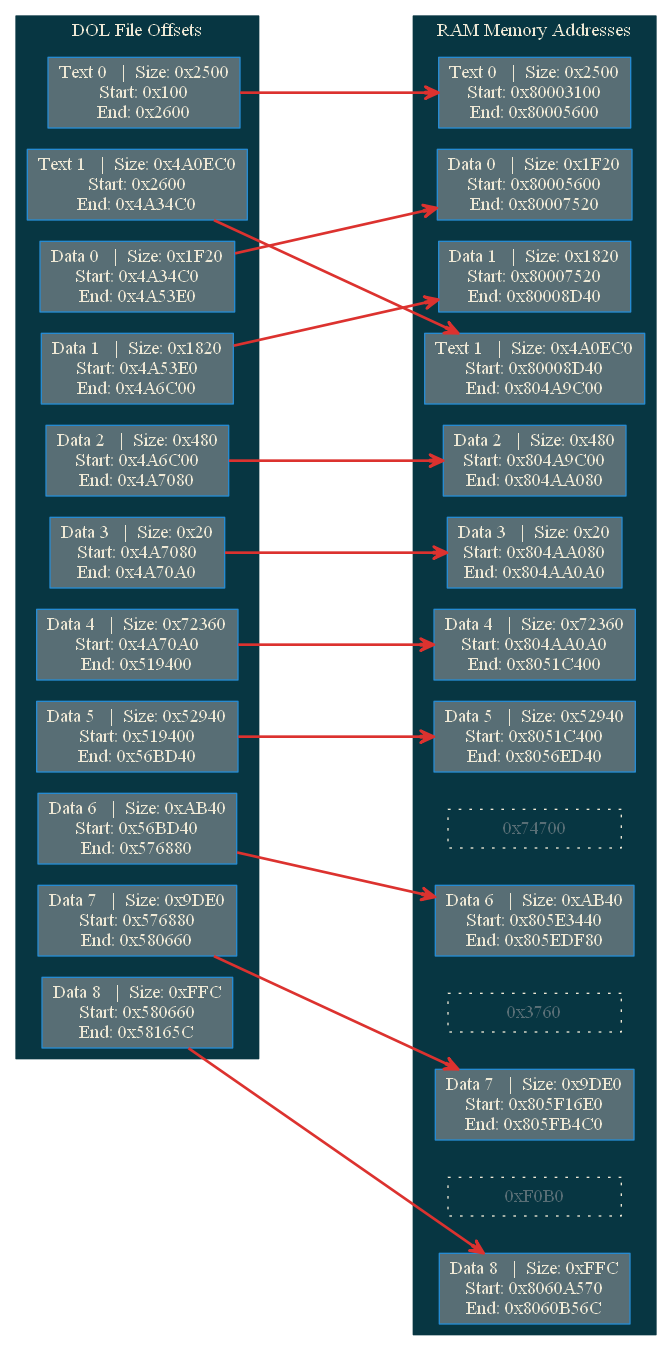 DOL File Offsets
Text 0 | Size: 0x2500
Start: 0x100
End: 0x2600
Text 1 | Size: 0x4A0EC0
Start: 0x2600
End: 0x4A34C0
Data 0 | Size: 0x1F20
Start: 0x4A34C0
End: 0x4A53E0
Data 1 | Size: 0x1820
Start: 0x4A53E0
End: 0x4A6C00
Data 2 | Size: 0x480
Start: 0x4A6C00
End: 0x4A7080
Data 3 | Size: 0x20
Start: 0x4A7080
End: 0x4A70A0
Data 4 | Size: 0x72360
Start: 0x4A70A0
End: 0x519400
Data 5 | Size: 0x52940
Start: 0x519400
End: 0x56BD40
Data 6 | Size: 0xAB40
Start: 0x56BD40
End: 0x576880
Data 7 | Size: 0x9DE0
Start: 0x576880
End: 0x580660
Data 8 | Size: 0xFFC
Start: 0x580660
End: 0x58165C
RAM Memory Addresses
Text 0 | Size: 0x2500
Start: 0x80003100
End: 0x80005600
Data 0 | Size: 0x1F20
Start: 0x80005600
End: 0x80007520
Data 1 | Size: 0x1820
Start: 0x80007520
End: 0x80008D40
Text 1 | Size: 0x4A0EC0
Start: 0x80008D40
End: 0x804A9C00
Data 2 | Size: 0x480
Start: 0x804A9C00
End: 0x804AA080
Data 3 | Size: 0x20
Start: 0x804AA080
End: 0x804AA0A0
Data 4 | Size: 0x72360
Start: 0x804AA0A0
End: 0x8051C400
Data 5 | Size: 0x52940
Start: 0x8051C400
End: 0x8056ED40
0x74700
Data 6 | Size: 0xAB40
Start: 0x805E3440
End: 0x805EDF80
0x3760
Data 7 | Size: 0x9DE0
Start: 0x805F16E0
End: 0x805FB4C0
0xF0B0
Data 8 | Size: 0xFFC
Start: 0x8060A570
End: 0x8060B56C